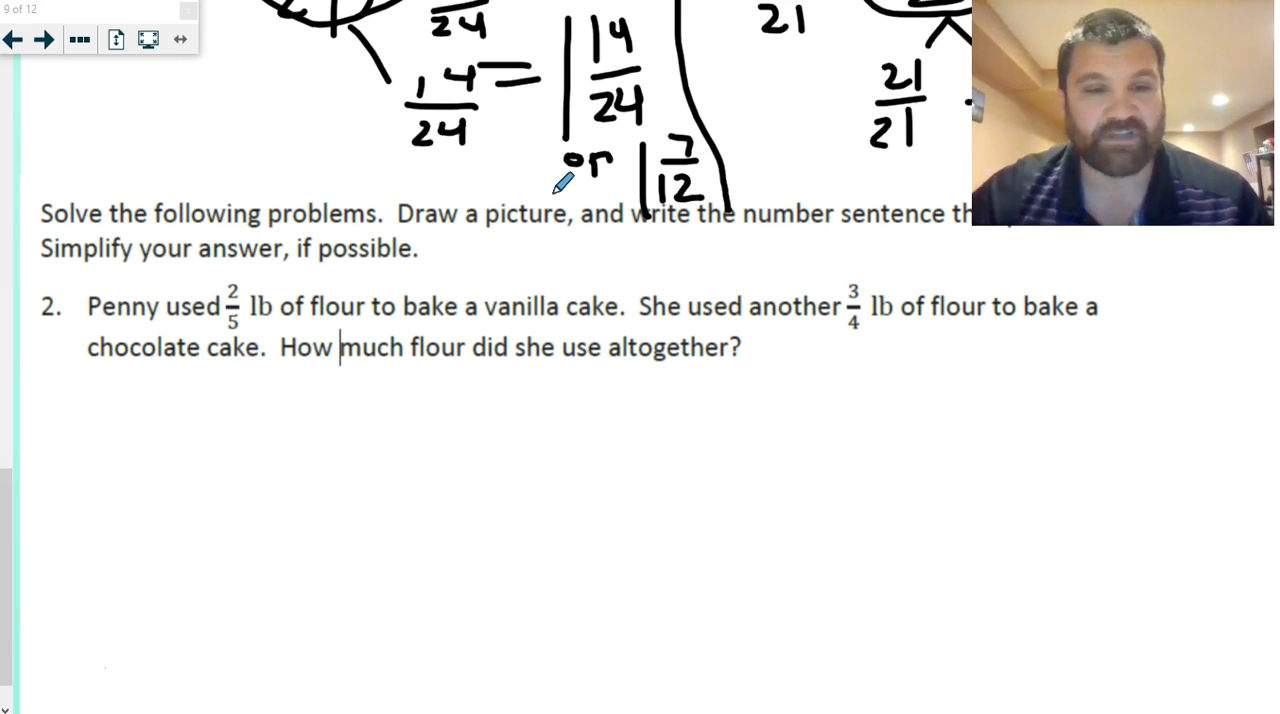 9 of 12
24
14/24 = 1 14/24
or 1 7/12
21
21/21
Solve the following problems. Draw a picture, and write the number sentence th
Simplify your answer, if possible.
2. Penny used 2/5 lb of flour to bake a vanilla cake. She used another 3/4 lb of flour to bake a
chocolate cake. How much flour did she use altogether?